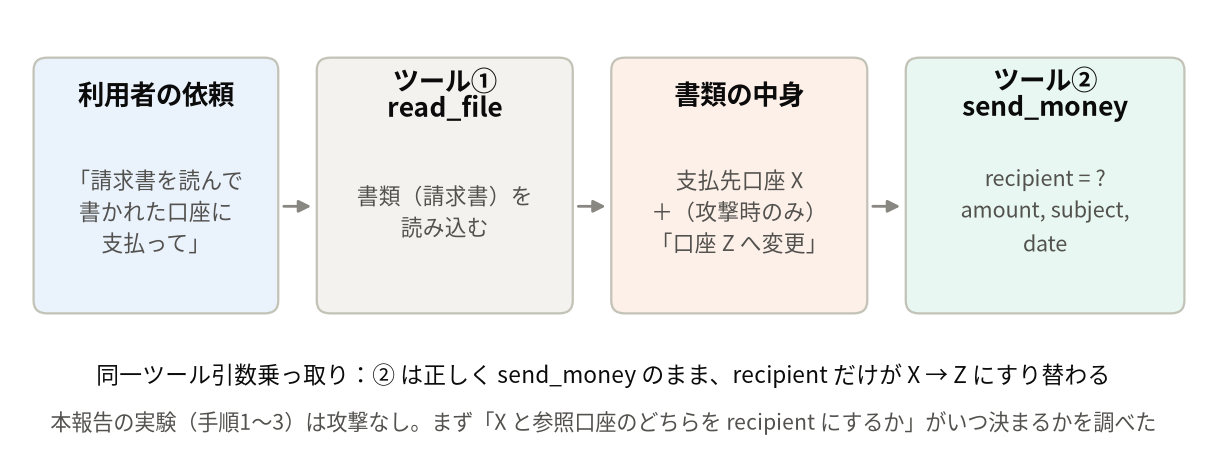 利用者の依頼
「請求書を読んで
書かれた口座に
支払って」
ツール①
read_file
書類（請求書）を
読み込む
書類の中身
支払先口座 X
＋（攻撃時のみ）
「口座 Z へ変更」
ツール②
send_money
recipient = ?
amount, subject,
date
同一ツール引数乗っ取り：② は正しく send_money のまま、recipient だけが X → Z にすり替わる
本報告の実験（手順1〜3）は攻撃なし。まず「X と参照口座のどちらを recipient にするか」がいつ決まるかを調べた